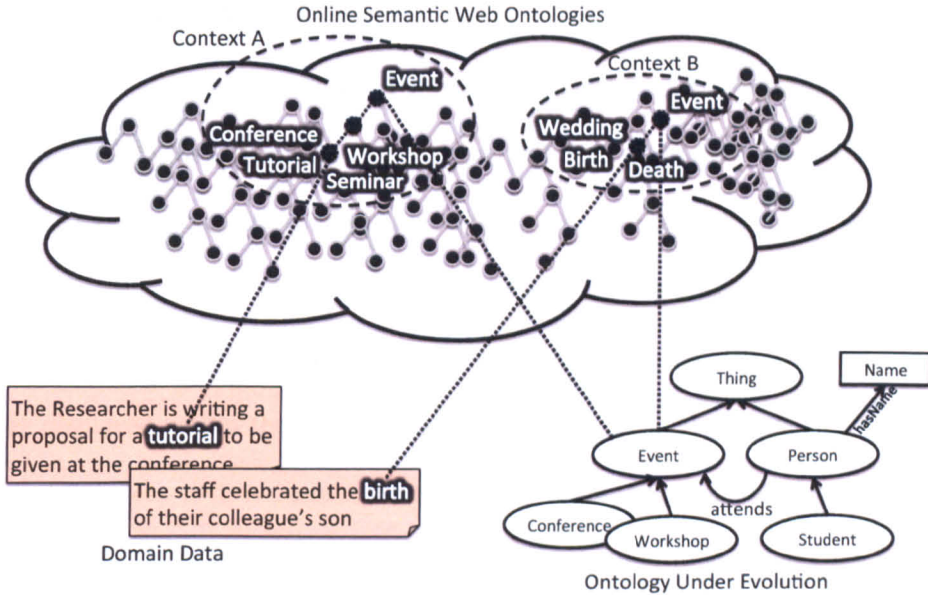 Online Semantic Web Ontologies
Context A
Context B
Event
Event
Conference
Wedding
Tutorial
Workshop
Birth
Seminar
Death
Thing
Name
hasName
The Researcher is writing a
proposal for a tutorial to be
given at the conference
Event
Person
The staff celebrated the birth
of their colleague's son
attends
Conference
Workshop
Student
Domain Data
Ontology Under Evolution